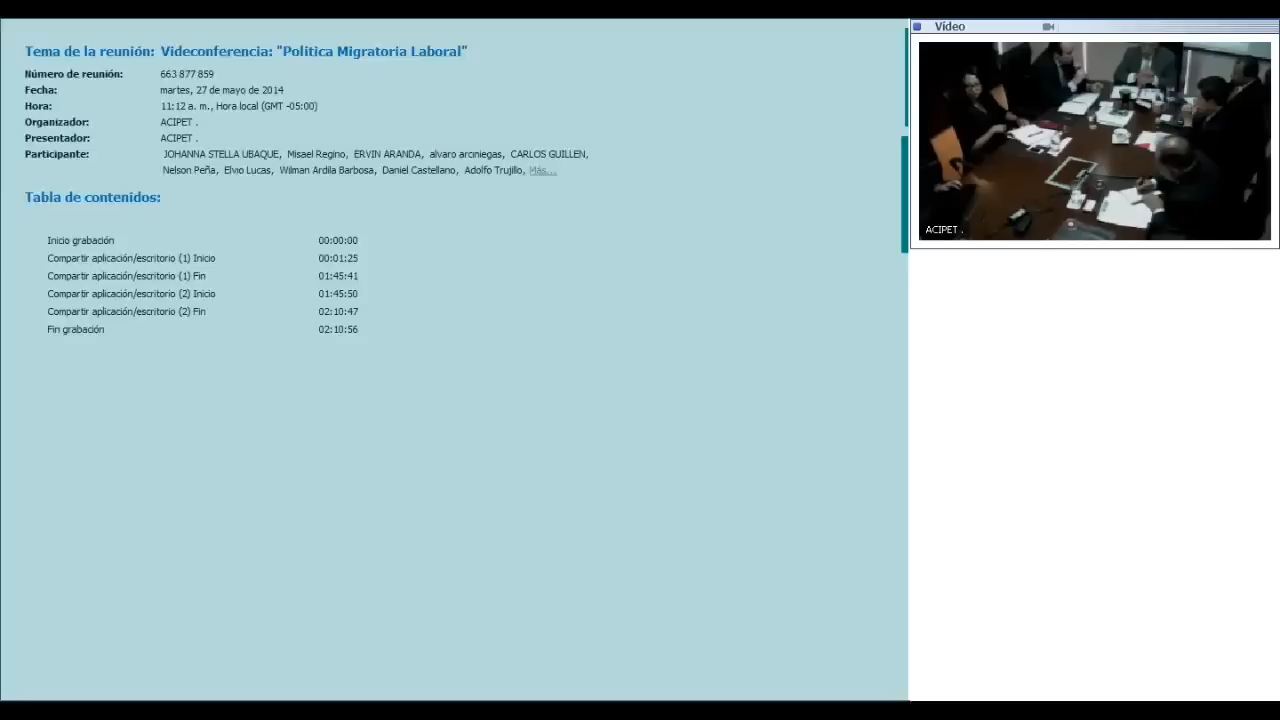 Tema de la reunión: Videconferencia: "Politica Migratoria Laboral"
Número de reunión: 663 877 859
Fecha: martes, 27 de mayo de 2014
Hora: 11:12 a. m., Hora local (GMT -05:00)
Organizador: ACIPET .
Presentador: ACIPET .
Participante: JOHANNA STELLA UBAQUE, Misael Regino, ERVIN ARANDA, alvaro arciniegas, CARLOS GUILLEN,
Nelson Peña, Elvio Lucas, Wilman Ardila Barbosa, Daniel Castellano, Adolfo Trujillo, Más...
Tabla de contenidos:
Inicio grabación 00:00:00
Compartir aplicación/escritorio (1) Inicio 00:01:25
Compartir aplicación/escritorio (1) Fin 01:45:41
Compartir aplicación/escritorio (2) Inicio 01:45:50
Compartir aplicación/escritorio (2) Fin 02:10:47
Fin grabación 02:10:56
Vídeo
ACIPET .